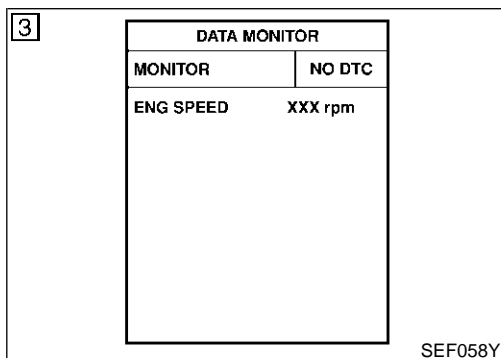 3
DATA MONITOR
MONITOR NO DTC
ENG SPEED XXX rpm
SEF058Y